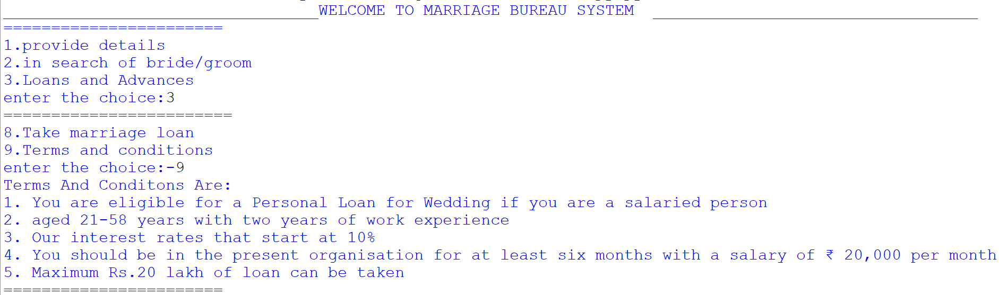 WELCOME TO MARRIAGE BUREAU SYSTEM
=======================
1.provide details
2.in search of bride/groom
3.Loans and Advances
enter the choice:3
========================
8.Take marriage loan
9.Terms and conditions
enter the choice:-9
Terms And Conditons Are:
1. You are eligible for a Personal Loan for Wedding if you are a salaried person
2. aged 21-58 years with two years of work experience
3. Our interest rates that start at 10%
4. You should be in the present organisation for at least six months with a salary of ₹ 20,000 per month
5. Maximum Rs.20 lakh of loan can be taken
=======================